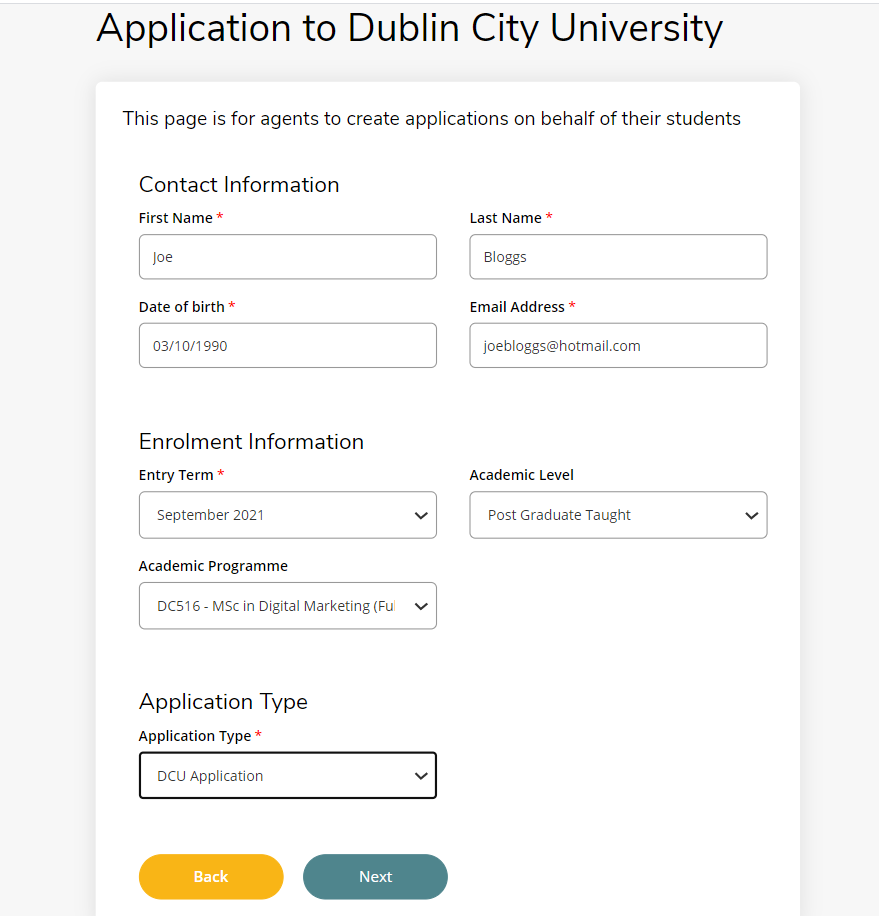 Application to Dublin City University
This page is for agents to create applications on behalf of their students
Contact Information
First Name *
Last Name *
Joe
Bloggs
Date of birth *
Email Address *
03/10/1990
joebloggs@hotmail.com
Enrolment Information
Entry Term *
Academic Level
September 2021
Post Graduate Taught
Academic Programme
DC516 - MSc in Digital Marketing (Ful
Application Type
Application Type *
DCU Application
Back
Next